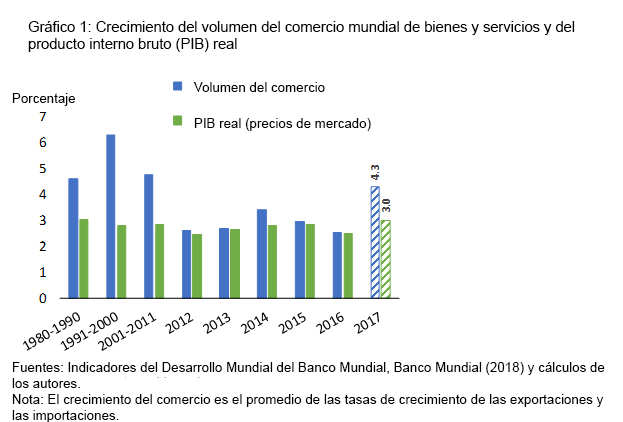 Gráfico 1: Crecimiento del volumen del comercio mundial de bienes y servicios y del
producto interno bruto (PIB) real
Volumen del comercio
Porcentaje
PIB real (precios de mercado)
7
6
5
4
3
2
1
0
4.3
3.0
1980-1990
1991-2000
2001-2011
2012
2013
2014
2015
2016
2017
Fuentes: Indicadores del Desarrollo Mundial del Banco Mundial, Banco Mundial (2018) y cálculos de
los autores.
Nota: El crecimiento del comercio es el promedio de las tasas de crecimiento de las exportaciones y
las importaciones.